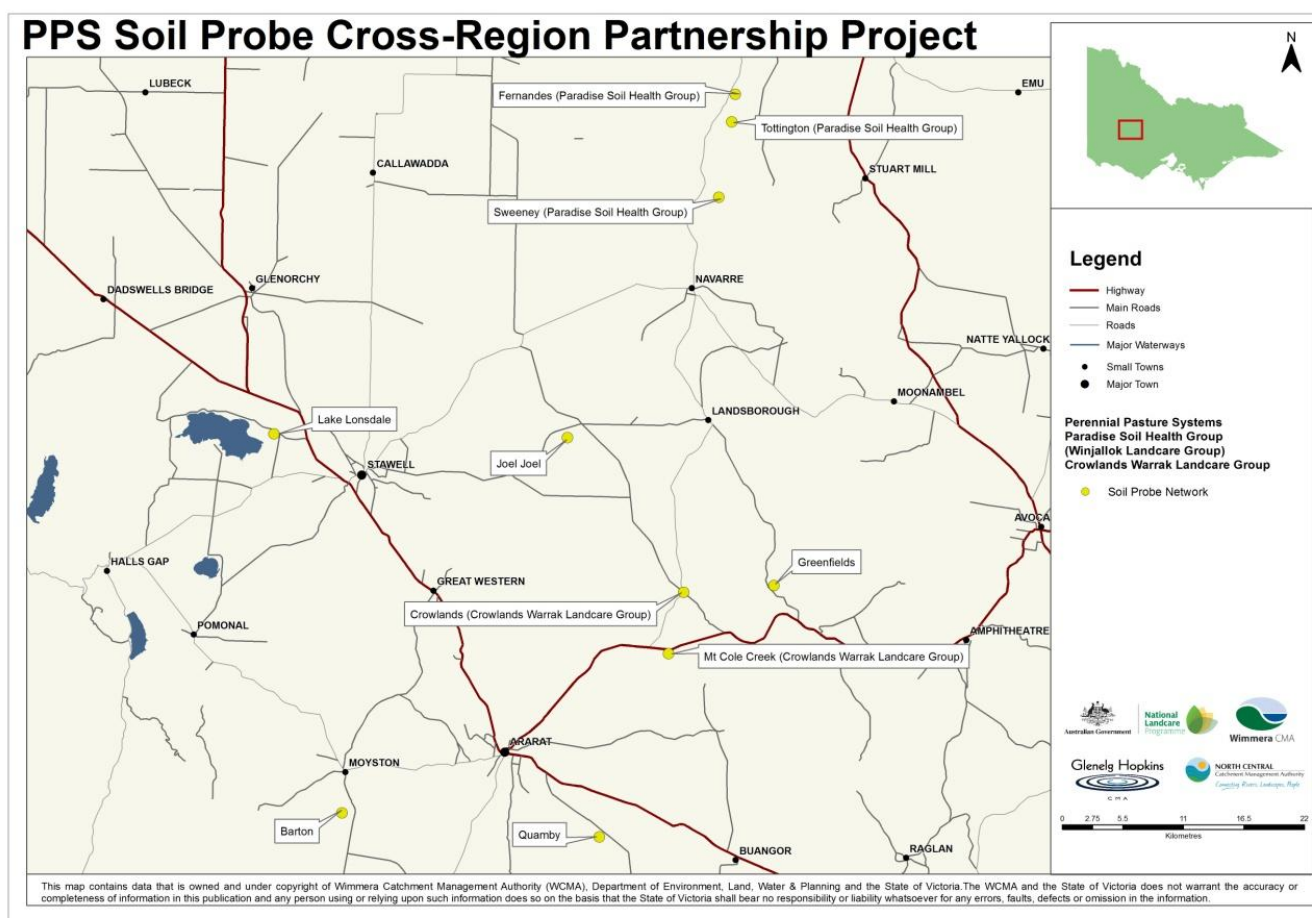 PPS Soil Probe Cross-Region Partnership Project
LUBECK
Fernandes (Paradise Soil Health Group)
EMU
Tottington (Paradise Soil Health Group)
CALLAWADDA
STUART MILL
Sweeney (Paradise Soil Health Group)
GLENORCHY
NAVARRE
DADSWELLS BRIDGE
NATTE YALLOCK
MOONAMBEL
Lake Lonsdale
LANDSBOROUGH
Joel Joel
STAWELL
AVOCA
HALLS GAP
Greenfields
GREAT WESTERN
Crowlands (Crowlands Warrak Landcare Group)
POMONAL
AMPHITHEATRE
Mt Cole Creek (Crowlands Warrak Landcare Group)
ARARAT
MOYSTON
Barton
Quamby
BUANGOR
RAGLAN
N
Legend
Highway
Main Roads
Roads
Major Waterways
Small Towns
Major Town
Perennial Pasture Systems
Paradise Soil Health Group
(Winjallok Landcare Group)
Crowlands Warrak Landcare Group
Soil Probe Network
Australian Government
National
Landcare
Programme
Wimmera CMA
Glenelg Hopkins
CMA
NORTH CENTRAL
Catchment Management Authority
Connecting Rivers, Landscapes, People
0 2.75 5.5 11 16.5 22
Kilometres
This map contains data that is owned and under copyright of Wimmera Catchment Management Authority (WCMA), Department of Environment, Land, Water & Planning and the State of Victoria.The WCMA and the State of Victoria does not warrant the accuracy or
completeness of information in this publication and any person using or relying upon such information does so on the basis that the State of Victoria shall bear no responsibility or liability whatsoever for any errors, faults, defects or omission in the information.